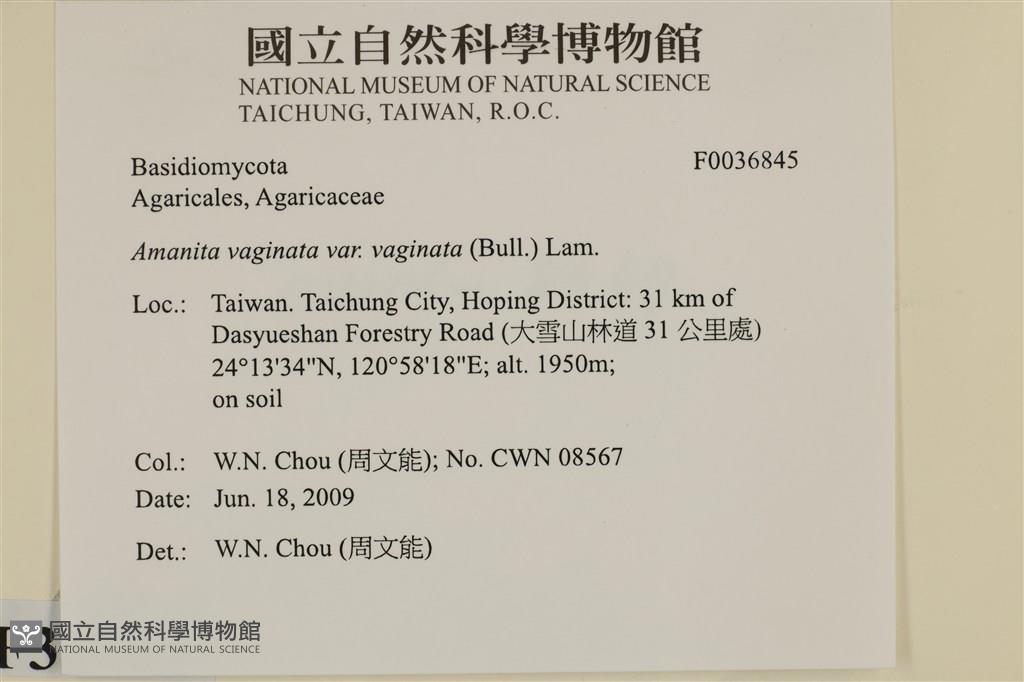 國立自然科學博物館
NATIONAL MUSEUM OF NATURAL SCIENCE
TAICHUNG, TAIWAN, R.O.C.
Basidiomycota F0036845
Agaricales, Agaricaceae
Amanita vaginata var. vaginata (Bull.) Lam.
Loc.: Taiwan. Taichung City, Hoping District: 31 km of
Dasyueshan Forestry Road (大雪山林道 31 公里處)
24°13'34"N, 120°58'18"E; alt. 1950m;
on soil
Col.: W.N. Chou (周文能); No. CWN 08567
Date: Jun. 18, 2009
Det.: W.N. Chou (周文能)
國立自然科學博物館
NATIONAL MUSEUM OF NATURAL SCIENCE